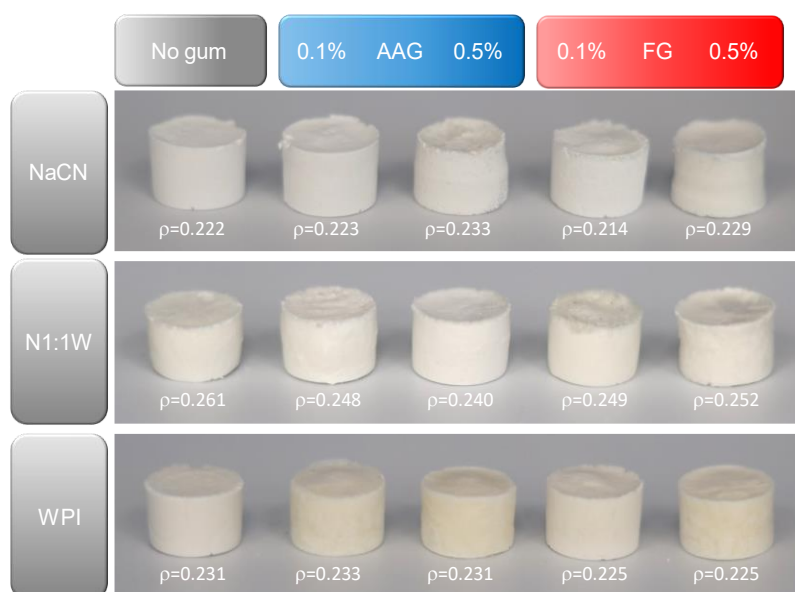 No gum 0.1% AAG 0.5% 0.1% FG 0.5%
NaCN
ρ=0.222 ρ=0.223 ρ=0.233 ρ=0.214 ρ=0.229
N1:1W
ρ=0.261 ρ=0.248 ρ=0.240 ρ=0.249 ρ=0.252
WPI
ρ=0.231 ρ=0.233 ρ=0.231 ρ=0.225 ρ=0.225